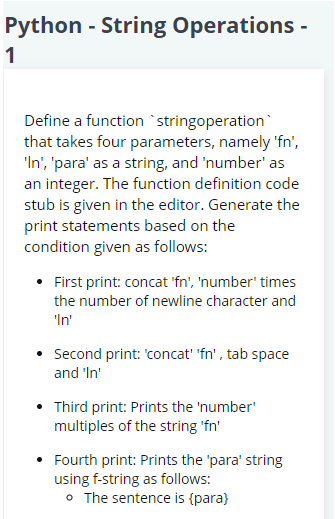 Python - String Operations -
1
Define a function `stringoperation`
that takes four parameters, namely 'fn',
'ln', 'para' as a string, and 'number' as
an integer. The function definition code
stub is given in the editor. Generate the
print statements based on the
condition given as follows:
• First print: concat 'fn', 'number' times
the number of newline character and
'ln'
• Second print: 'concat' 'fn' , tab space
and 'ln'
• Third print: Prints the 'number'
multiples of the string 'fn'
• Fourth print: Prints the 'para' string
using f-string as follows:
○ The sentence is {para}